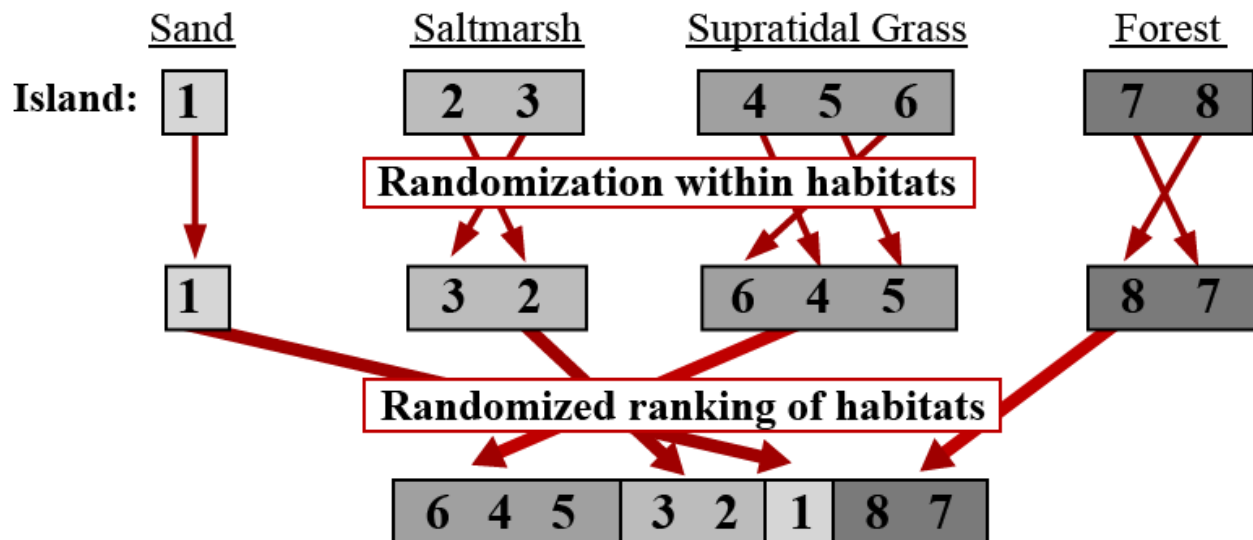 Sand Saltmarsh Supratidal Grass Forest
Island: 1 2 3 4 5 6 7 8
Randomization within habitats
1 3 2 6 4 5 8 7
Randomized ranking of habitats
6 4 5 3 2 1 8 7